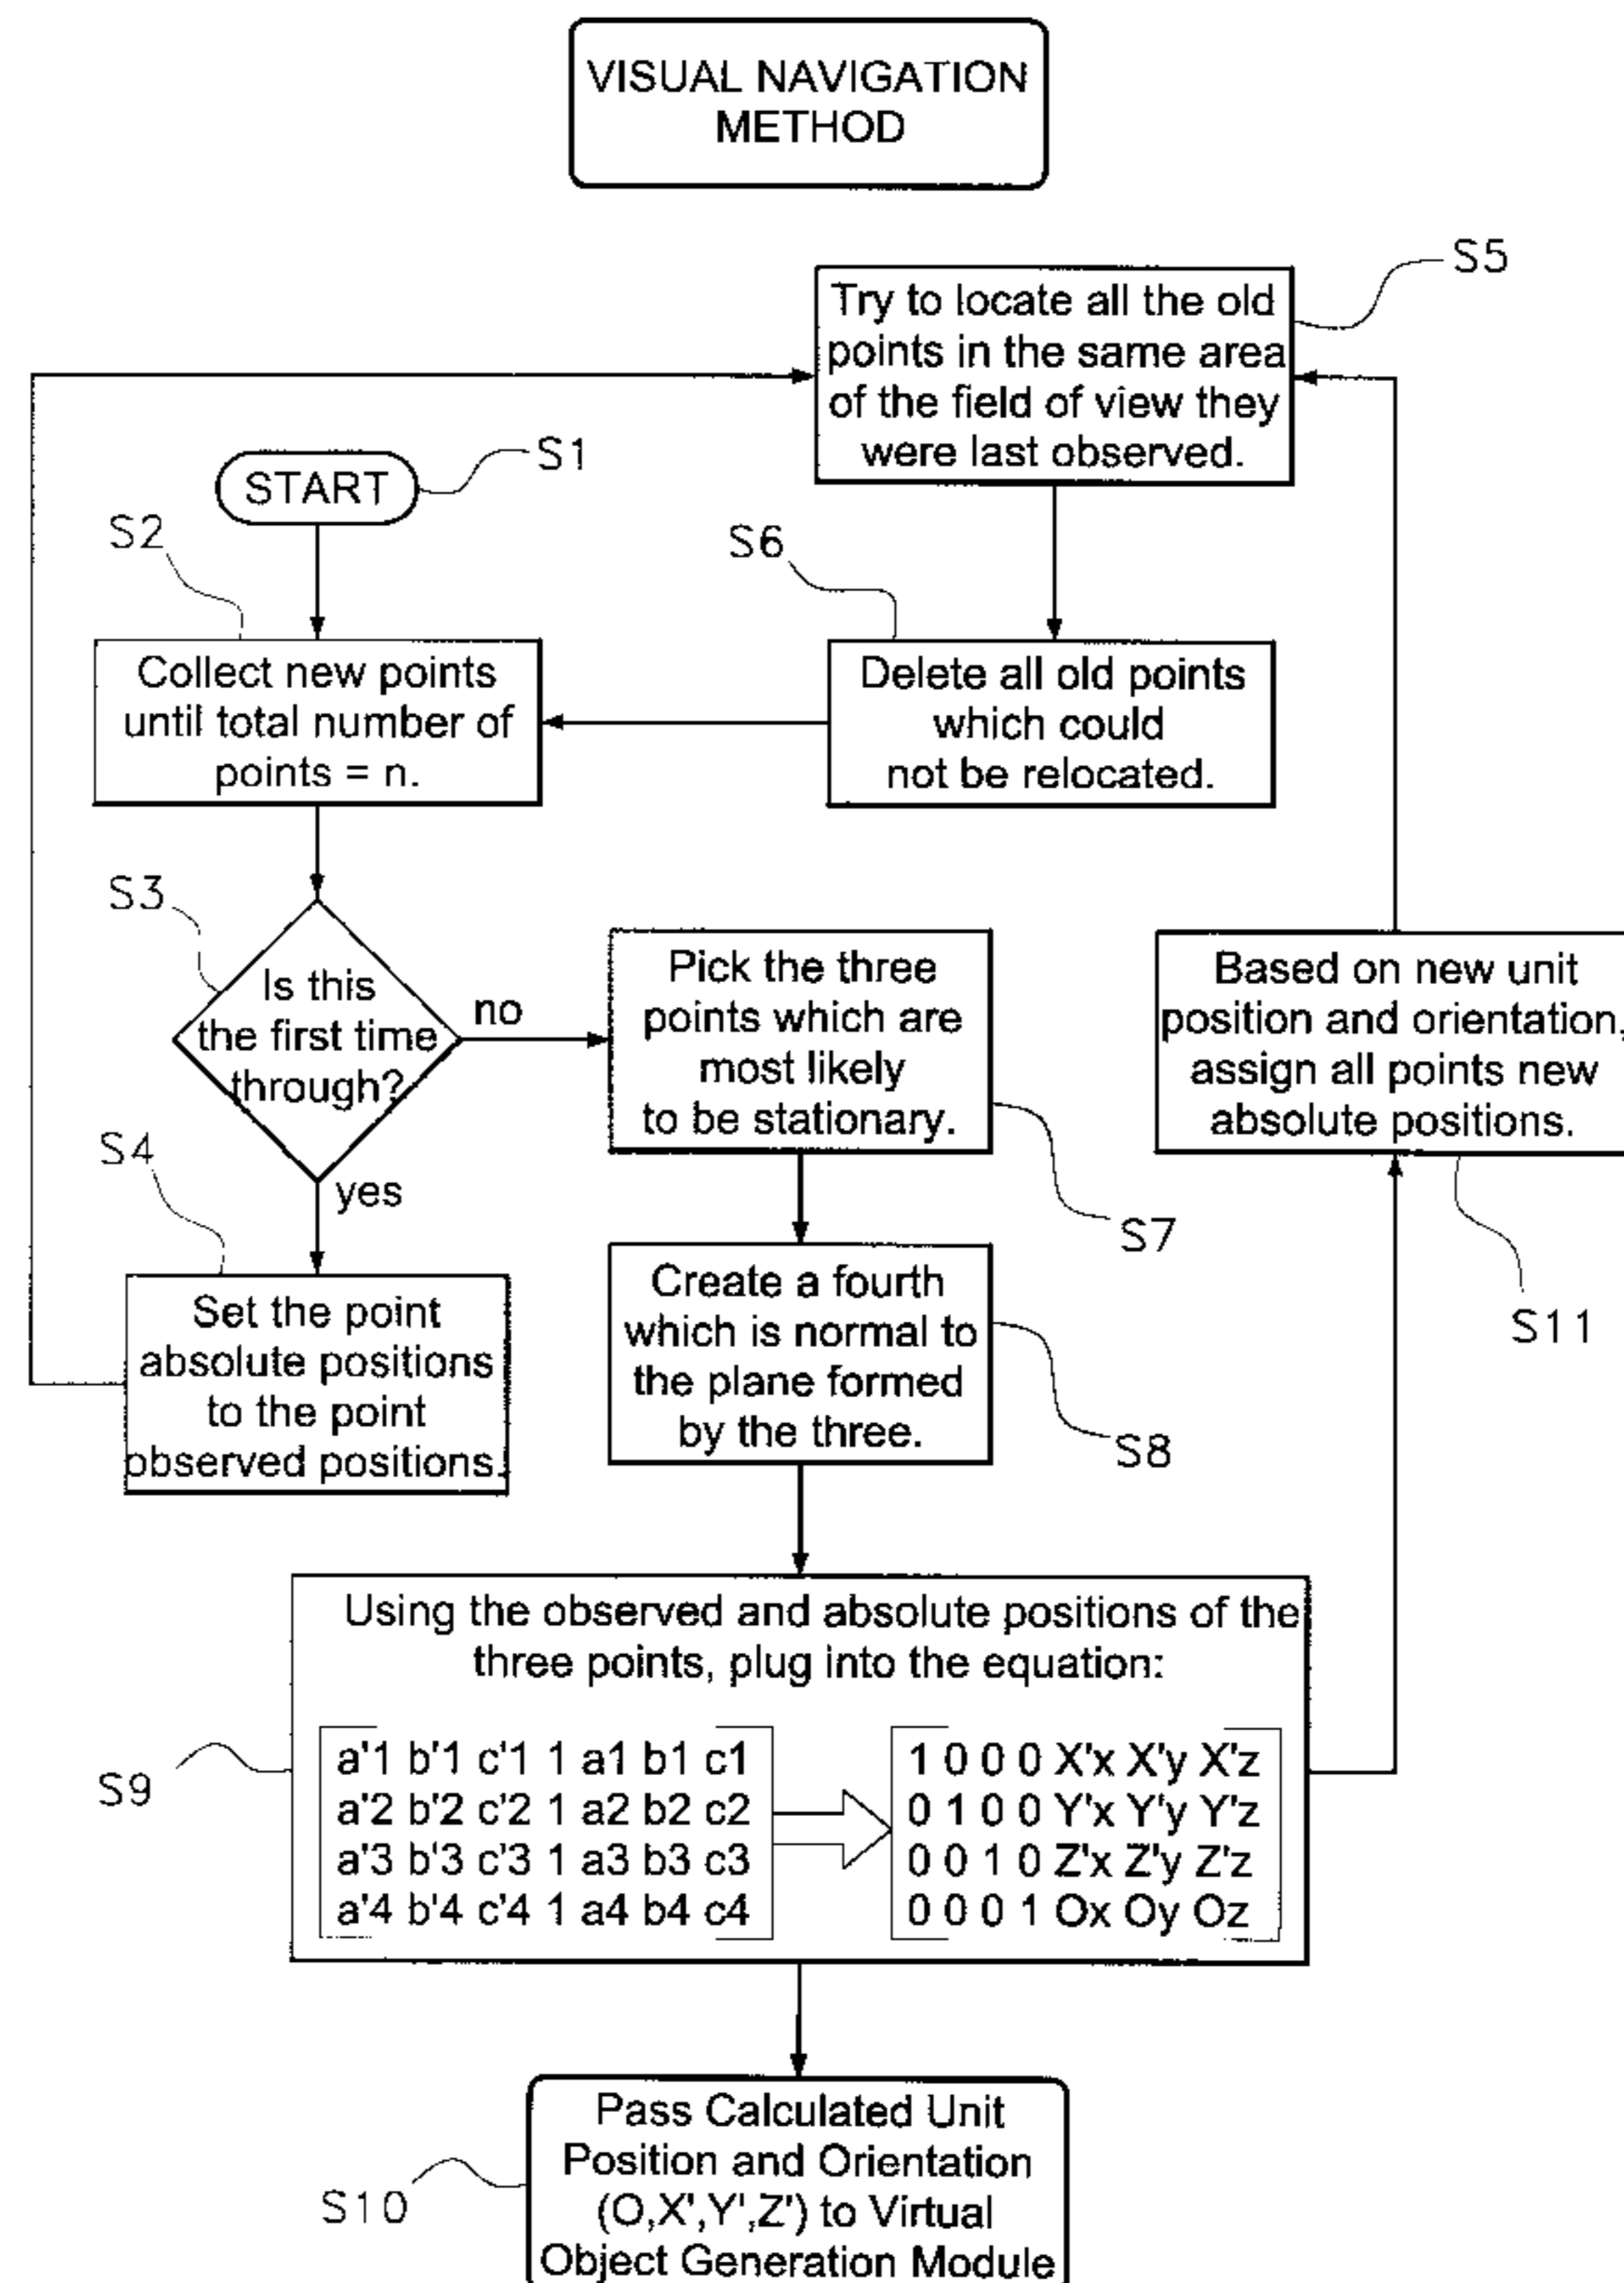 VISUAL NAVIGATION
METHOD
S5
Try to locate all the old
points in the same area
of the field of view they
were last observed.
START
S1
S2
S6
Collect new points
until total number of
points = n.
Delete all old points
which could
not be relocated.
S3
Is this
the first time
through?
no
yes
Pick the three
points which are
most likely
to be stationary.
Based on new unit
position and orientation,
assign all points new
absolute positions.
S4
S7
Set the point
absolute positions
to the point
observed positions.
Create a fourth
which is normal to
the plane formed
by the three.
S11
S8
Using the observed and absolute positions of the
three points, plug into the equation:
S9
a'1 b'1 c'1 1 a1 b1 c1
a'2 b'2 c'2 1 a2 b2 c2
a'3 b'3 c'3 1 a3 b3 c3
a'4 b'4 c'4 1 a4 b4 c4
1 0 0 0 X'x X'y X'z
0 1 0 0 Y'x Y'y Y'z
0 0 1 0 Z'x Z'y Z'z
0 0 0 1 Ox Oy Oz
S10
Pass Calculated Unit
Position and Orientation
(O,X',Y',Z') to Virtual
Object Generation Module